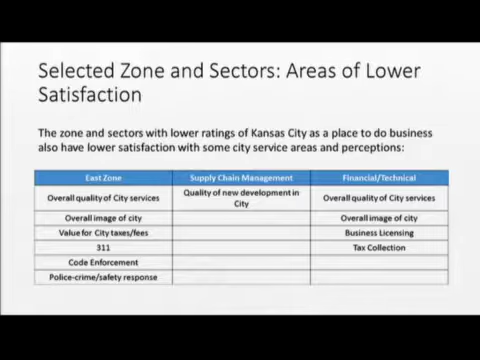 Selected Zone and Sectors: Areas of Lower
Satisfaction
The zone and sectors with lower ratings of Kansas City as a place to do business
also have lower satisfaction with some city service areas and perceptions:
East Zone Supply Chain Management Financial/Technical
Overall quality of City services Quality of new development in City Overall quality of City services
Overall image of city Overall image of city
Value for City taxes/fees Business Licensing
311 Tax Collection
Code Enforcement
Police-crime/safety response